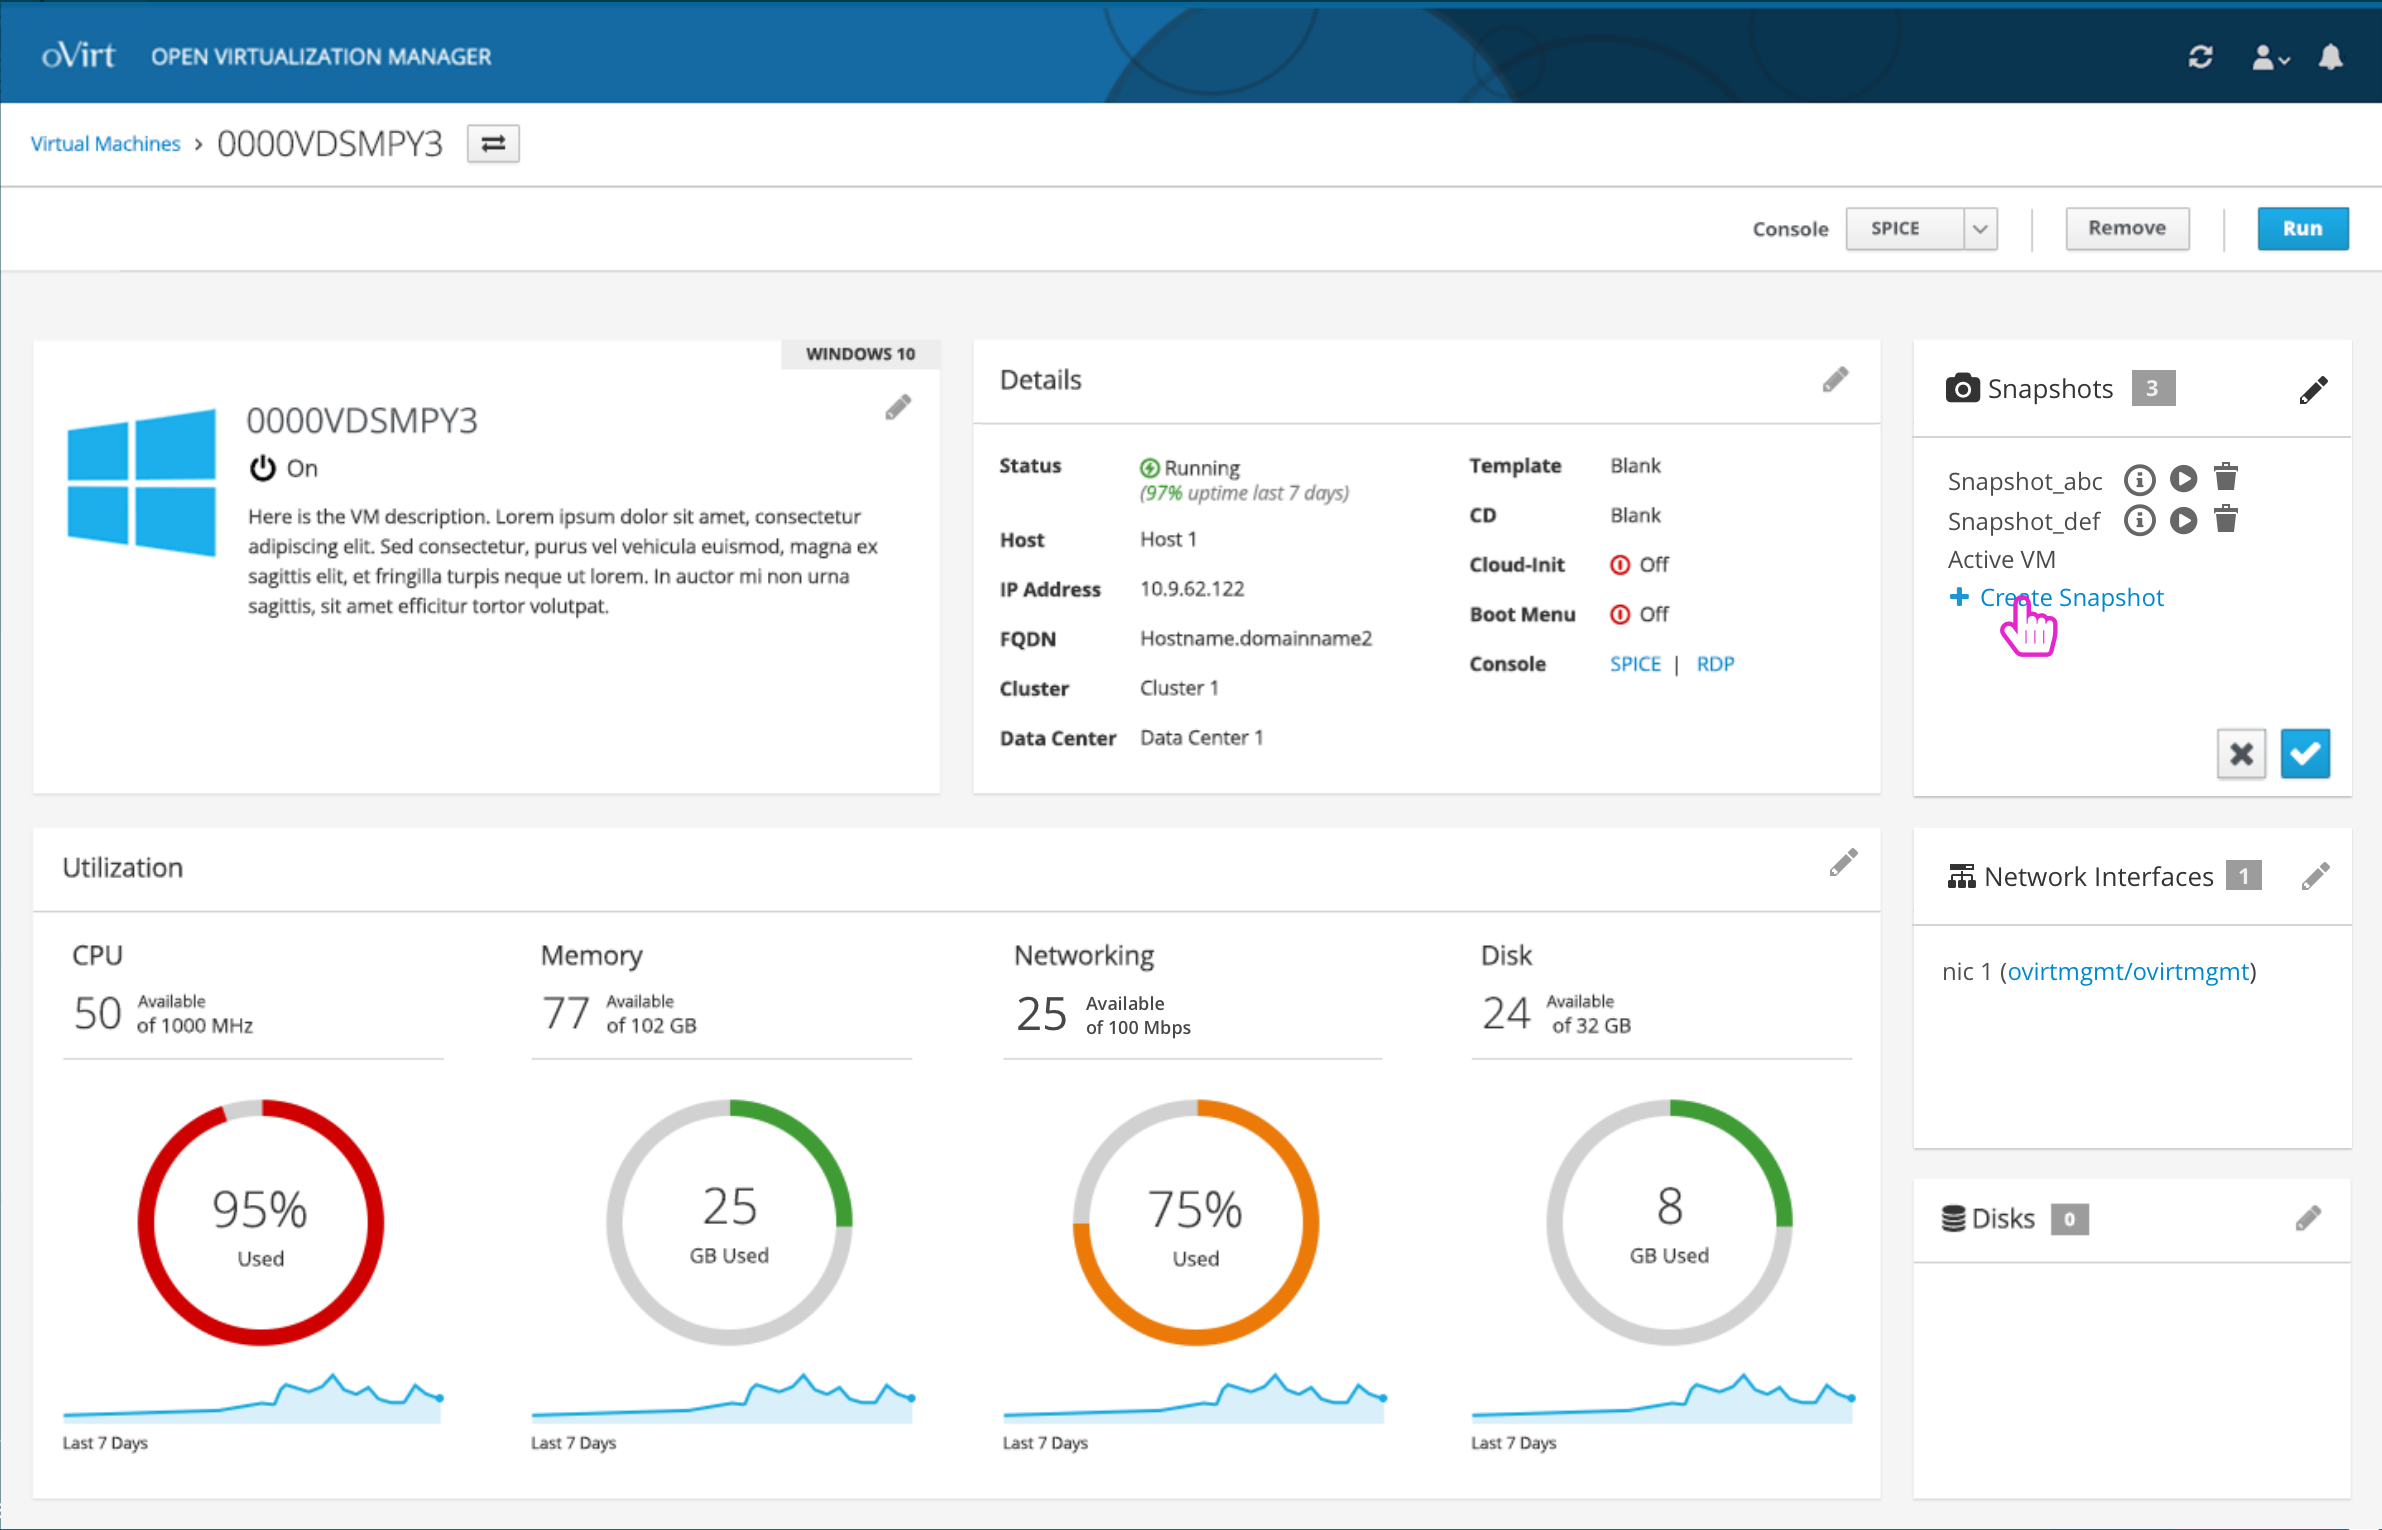 oVirt OPEN VIRTUALIZATION MANAGER
Virtual Machines › 0000VDSMPY3
Console SPICE Remove Run
WINDOWS 10
0000VDSMPY3
On
Here is the VM description. Lorem ipsum dolor sit amet, consectetur
adipiscing elit. Sed consectetur, purus vel vehicula euismod, magna ex
sagittis elit, et fringilla turpis neque ut lorem. In auctor mi non urna
sagittis, sit amet efficitur tortor volutpat.
Details
Status Running
(97% uptime last 7 days)
Host Host 1
IP Address 10.9.62.122
FQDN Hostname.domainname2
Cluster Cluster 1
Data Center Data Center 1
Template Blank
CD Blank
Cloud-Init Off
Boot Menu Off
Console SPICE | RDP
Snapshots 3
Snapshot_abc
Snapshot_def
Active VM
+ Create Snapshot
Utilization
CPU
50 Available
of 1000 MHz
95%
Used
Last 7 Days
Memory
77 Available
of 102 GB
25
GB Used
Last 7 Days
Networking
25 Available
of 100 Mbps
75%
Used
Last 7 Days
Disk
24 Available
of 32 GB
8
GB Used
Last 7 Days
Network Interfaces 1
nic 1 (ovirtmgmt/ovirtmgmt)
Disks 0